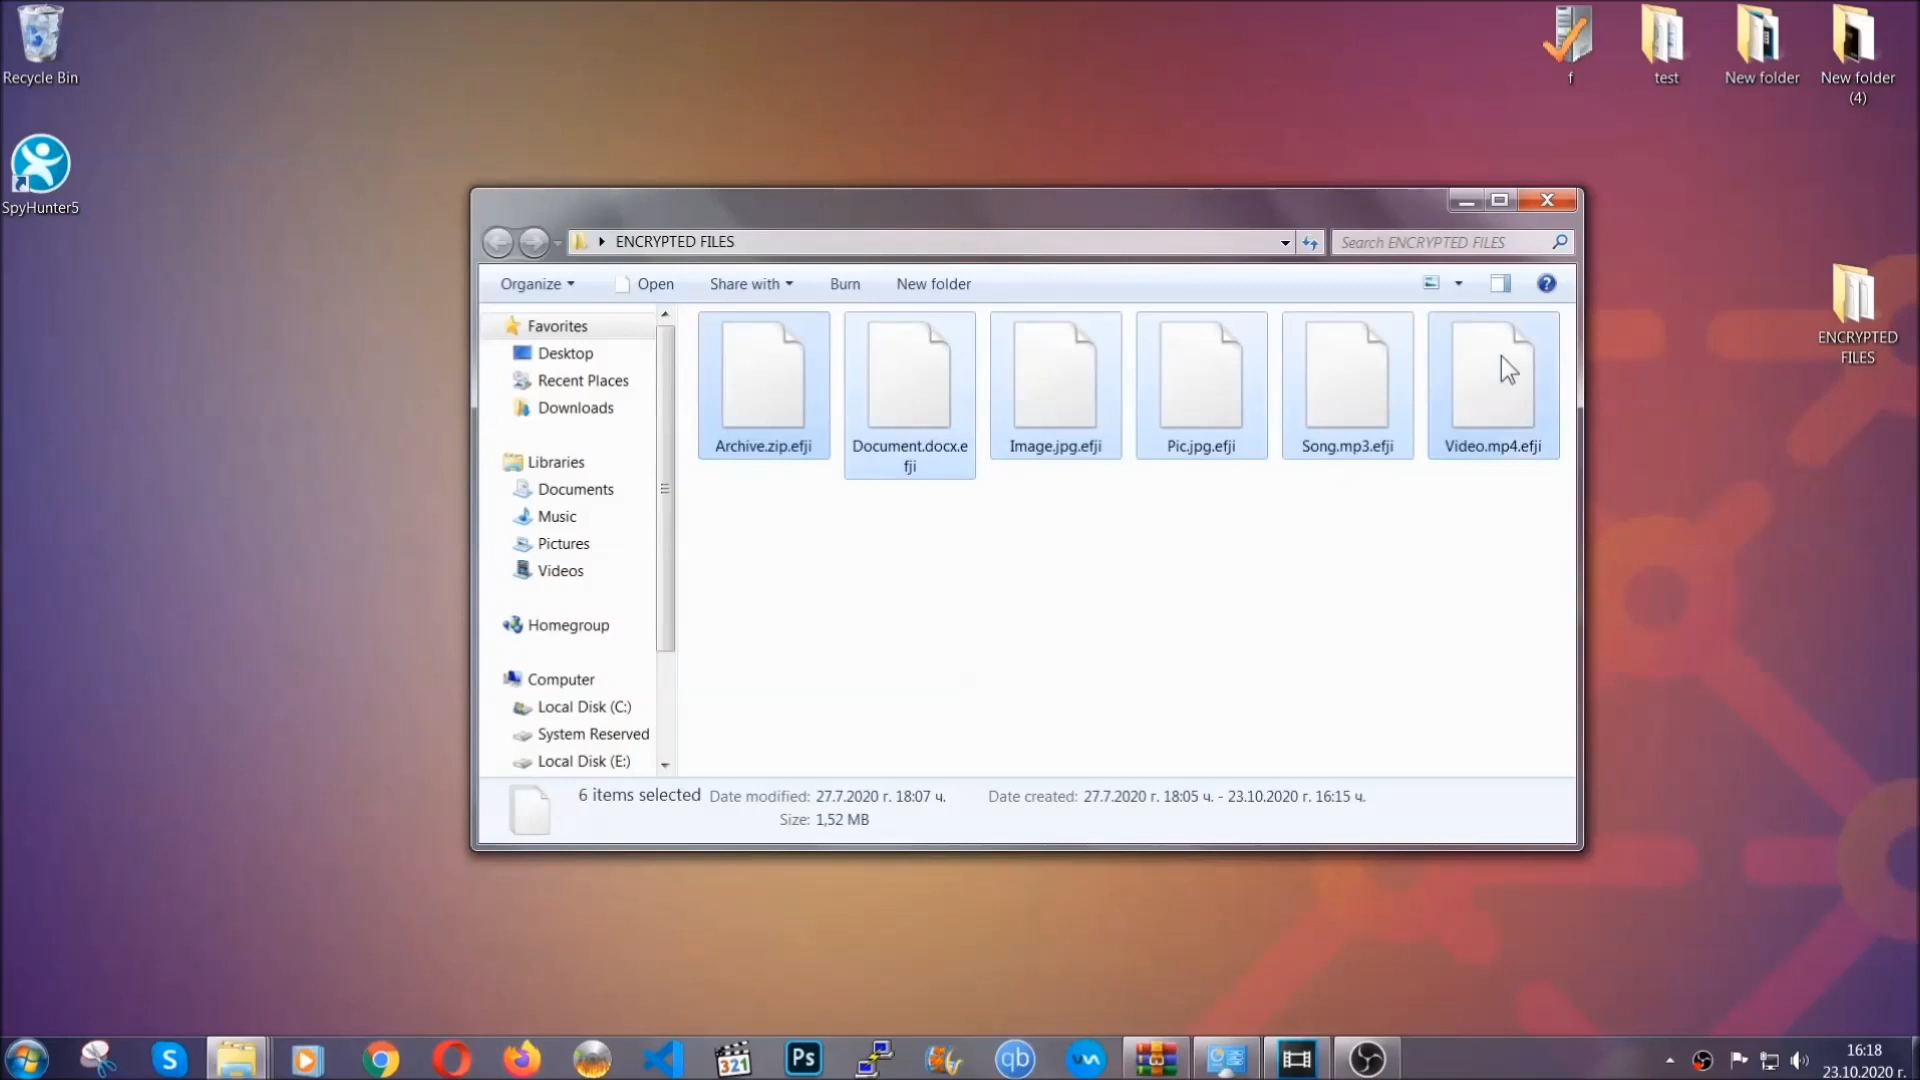 Recycle Bin
SpyHunter5
f
test
New folder
New folder
(4)
ENCRYPTED
FILES
ENCRYPTED FILES
Search ENCRYPTED FILES
Organize
Open
Share with
Burn
New folder
Favorites
Desktop
Recent Places
Downloads
Libraries
Documents
Music
Pictures
Videos
Homegroup
Computer
Local Disk (C:)
System Reserved
Local Disk (E:)
Archive.zip.efji
Document.docx.e
fji
Image.jpg.efji
Pic.jpg.efji
Song.mp3.efji
Video.mp4.efji
6 items selected
Date modified: 27.7.2020 г. 18:07 ч.
Date created: 27.7.2020 г. 18:05 ч. - 23.10.2020 г. 16:15 ч.
Size: 1,52 MB
S
321
Ps
qb
16:18
23.10.2020 г.